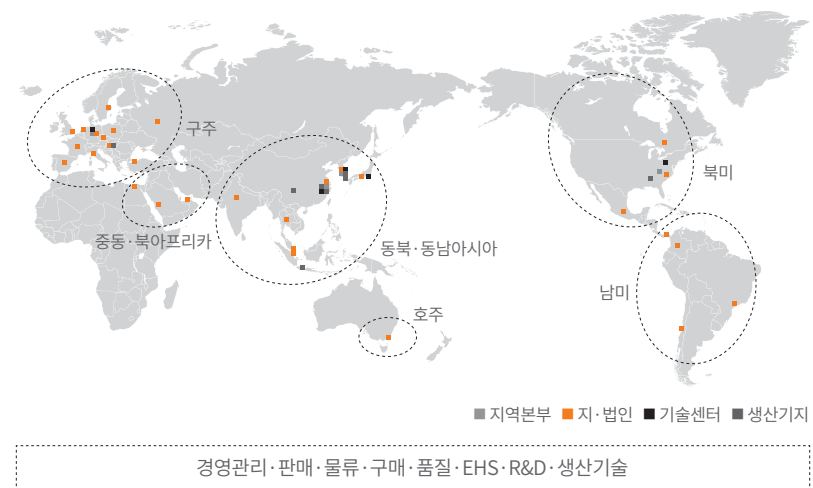 구주
북미
중동·북아프리카
동북·동남아시아
남미
호주
지역본부 지·법인 기술센터 생산기지
경영관리·판매·물류·구매·품질·EHS·R&D·생산기술